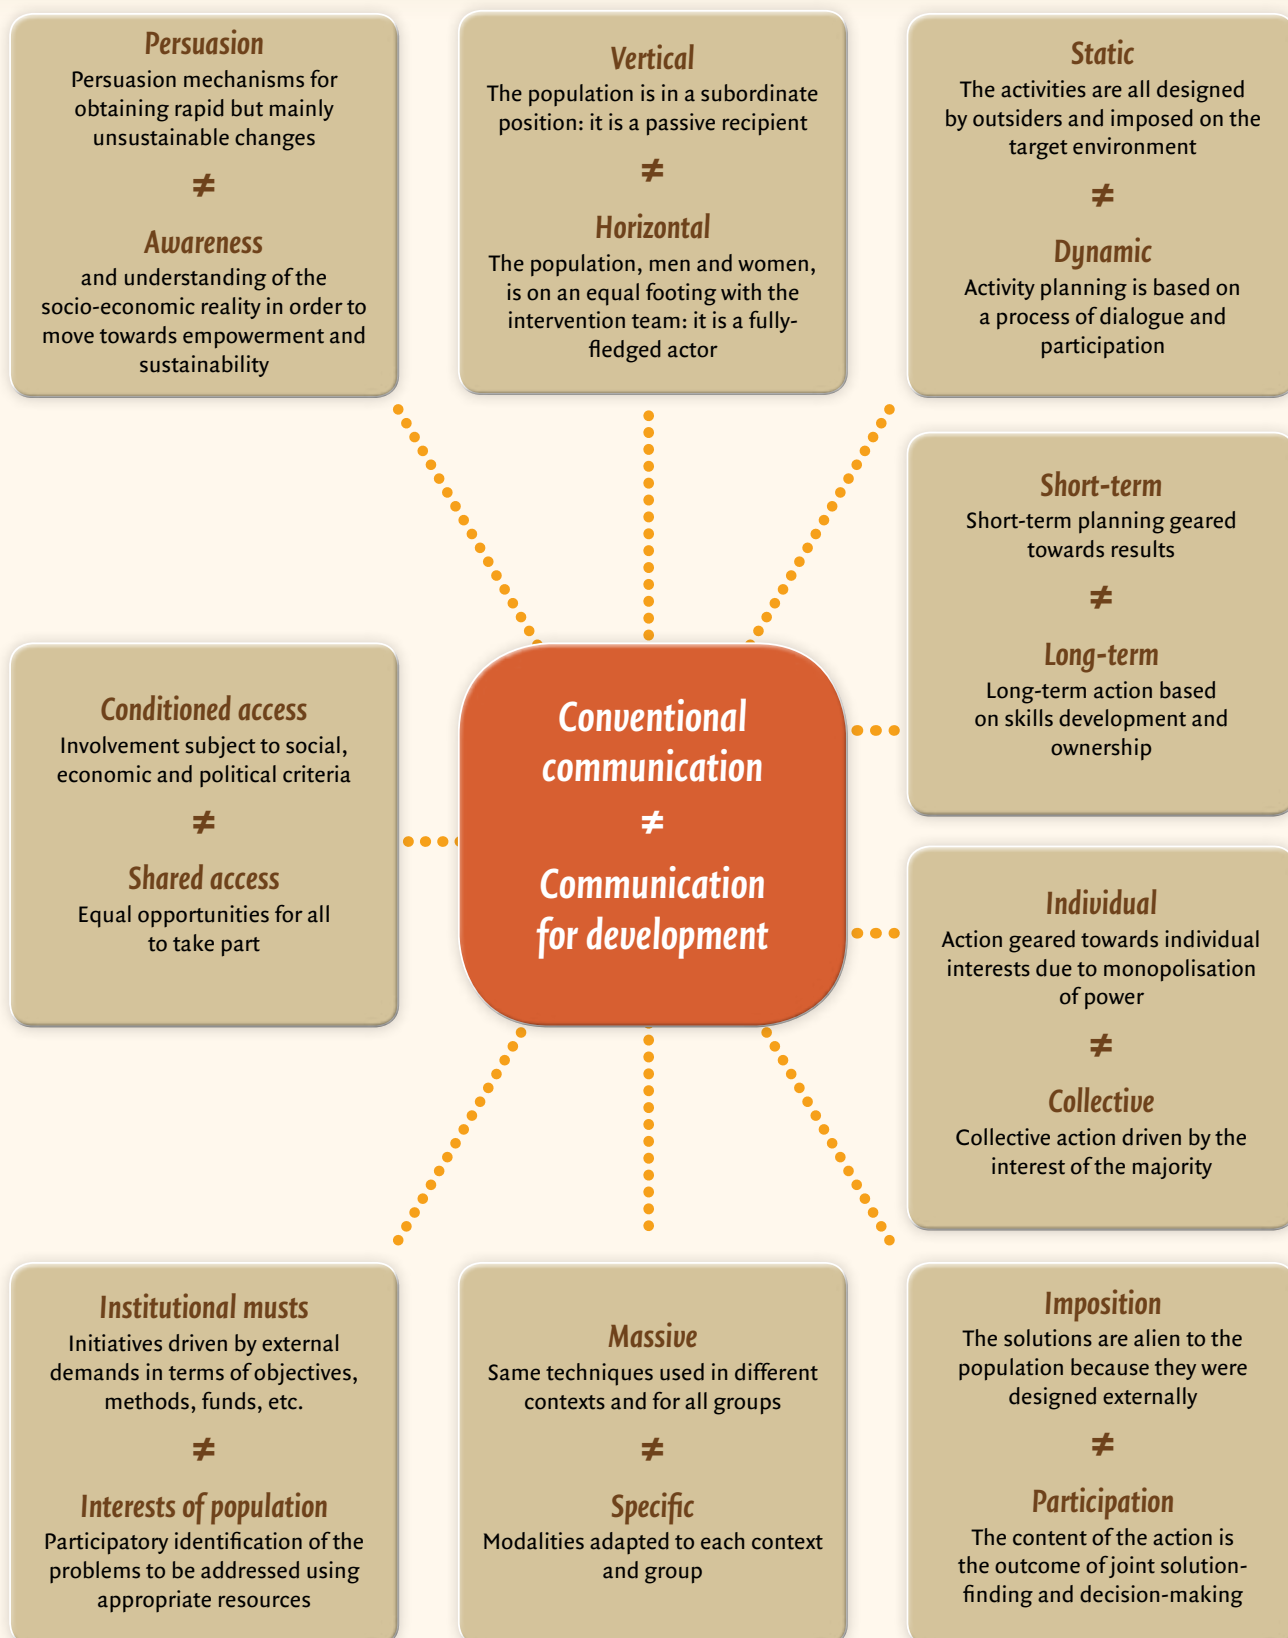 Persuasion
Persuasion mechanisms for
obtaining rapid but mainly
unsustainable changes
≠
Awareness
and understanding of the
socio-economic reality in order to
move towards empowerment and
sustainability
Vertical
The population is in a subordinate
position: it is a passive recipient
≠
Horizontal
The population, men and women,
is on an equal footing with the
intervention team: it is a fully-
fledged actor
Static
The activities are all designed
by outsiders and imposed on the
target environment
≠
Dynamic
Activity planning is based on
a process of dialogue and
participation
Short-term
Short-term planning geared
towards results
≠
Long-term
Long-term action based
on skills development and
ownership
Conditioned access
Involvement subject to social,
economic and political criteria
≠
Shared access
Equal opportunities for all
to take part
Conventional
communication
≠
Communication
for development
Individual
Action geared towards individual
interests due to monopolisation
of power
≠
Collective
Collective action driven by the
interest of the majority
Institutional musts
Initiatives driven by external
demands in terms of objectives,
methods, funds, etc.
≠
Interests of population
Participatory identification of the
problems to be addressed using
appropriate resources
Massive
Same techniques used in different
contexts and for all groups
≠
Specific
Modalities adapted to each context
and group
Imposition
The solutions are alien to the
population because they were
designed externally
≠
Participation
The content of the action is
the outcome of joint solution-
finding and decision-making